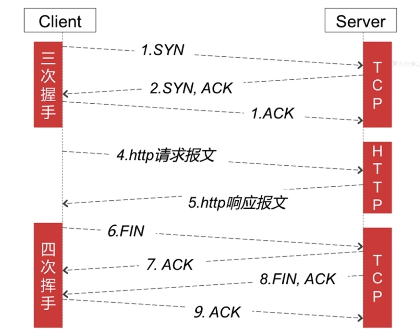 Client
Server
三次握手
1.SYN
2.SYN, ACK
1.ACK
TCP
4.http请求报文
5.http响应报文
HTTP
四次挥手
6.FIN
7. ACK
8.FIN, ACK
9. ACK
TCP